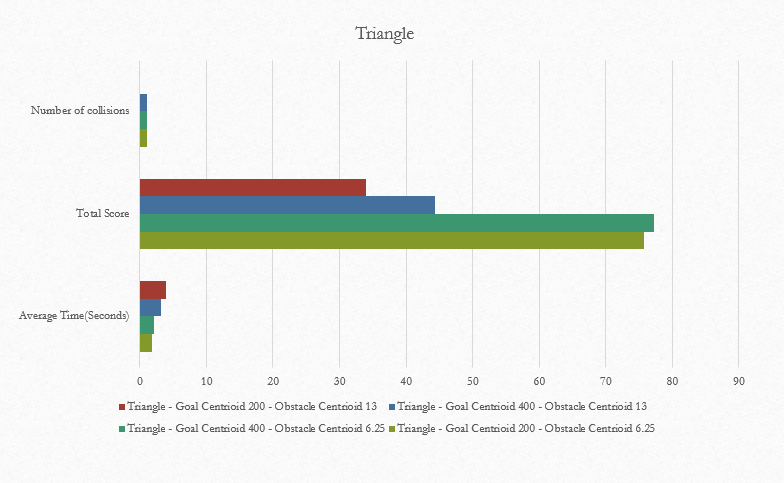 Triangle
Number of collisions
Total Score
Average Time(Seconds)
0 10 20 30 40 50 60 70 80 90
Triangle - Goal Centrioid 200 - Obstacle Centrioid 13 Triangle - Goal Centrioid 400 - Obstacle Centrioid 13
Triangle - Goal Centrioid 400 - Obstacle Centrioid 6.25 Triangle - Goal Centrioid 200 - Obstacle Centrioid 6.25